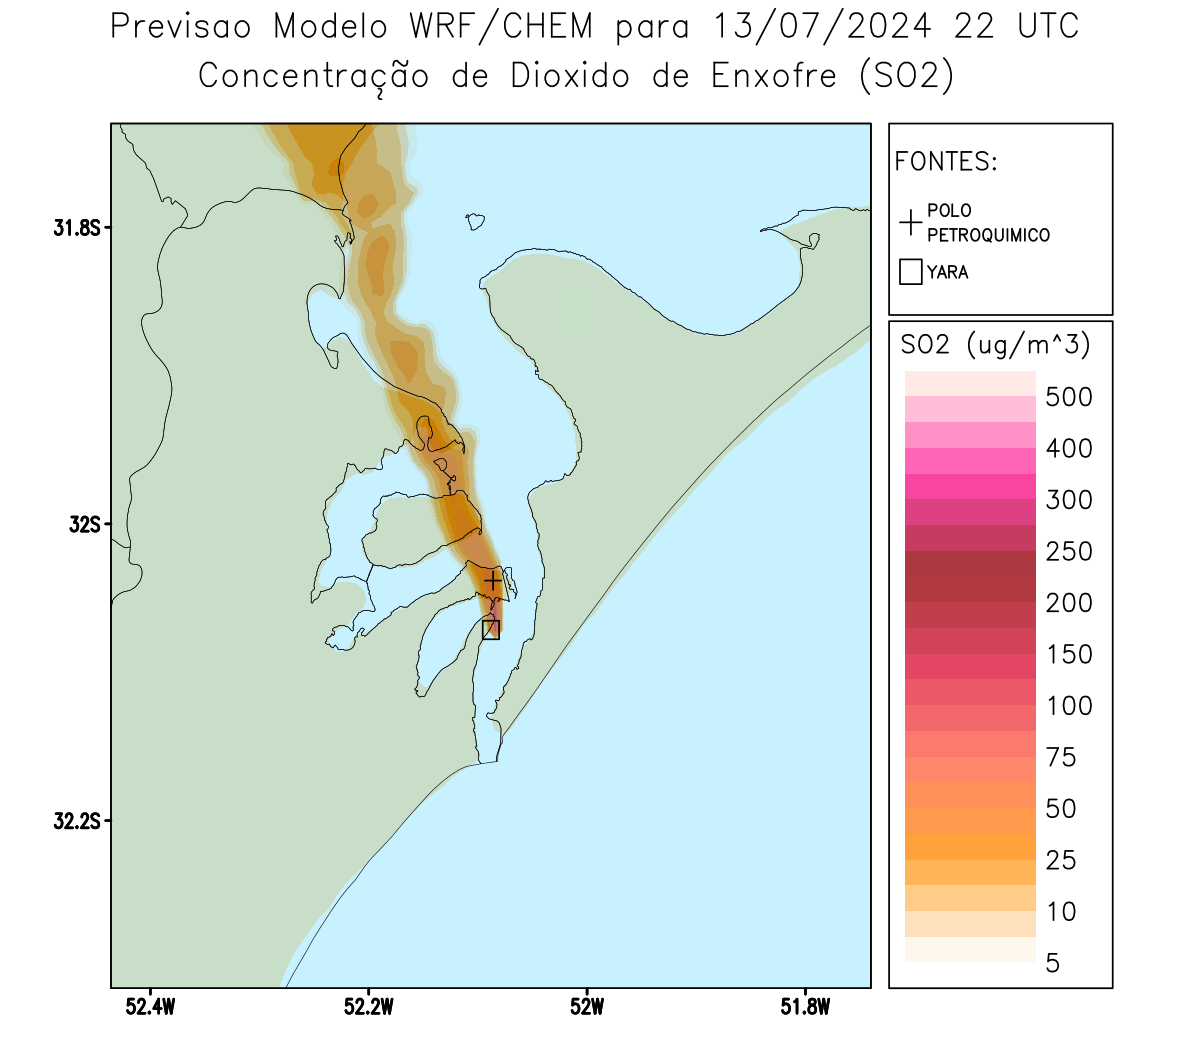 Previsao Modelo WRF/CHEM para 13/07/2024 22 UTC
Concentração de Dioxido de Enxofre (SO2)
FONTES:
POLO
PETROQUIMICO
YARA
SO2 (ug/m^3)
500
400
300
250
200
150
100
75
50
25
10
5
31.8S
32S
32.2S
52.4W
52.2W
52W
51.8W